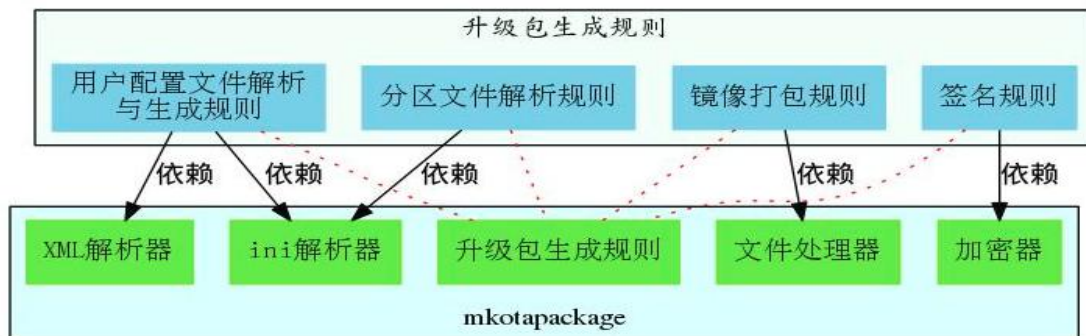 升级包生成规则
用户配置文件解析
与生成规则
分区文件解析规则
镜像打包规则
签名规则
依赖
依赖
依赖
依赖
依赖
XML解析器
ini解析器
升级包生成规则
文件处理器
加密器
mkotapackage